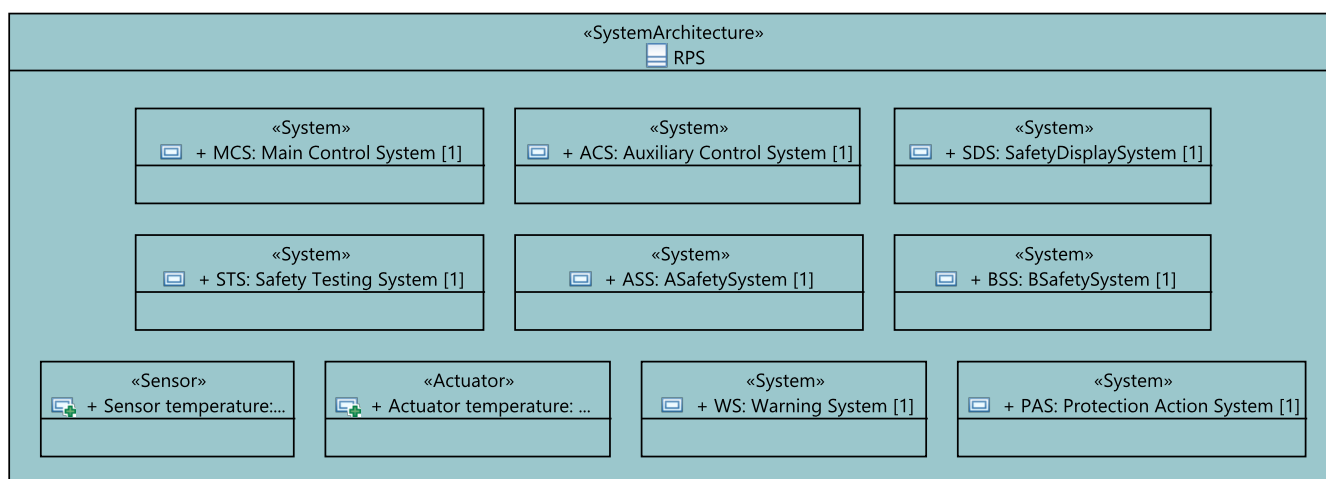 «SystemArchitecture»
RPS
«System»
+ MCS: Main Control System [1]
«System»
+ ACS: Auxiliary Control System [1]
«System»
+ SDS: SafetyDisplaySystem [1]
«System»
+ STS: Safety Testing System [1]
«System»
+ ASS: ASafetySystem [1]
«System»
+ BSS: BSafetySystem [1]
«Sensor»
+ Sensor temperature:...
«Actuator»
+ Actuator temperature: ...
«System»
+ WS: Warning System [1]
«System»
+ PAS: Protection Action System [1]